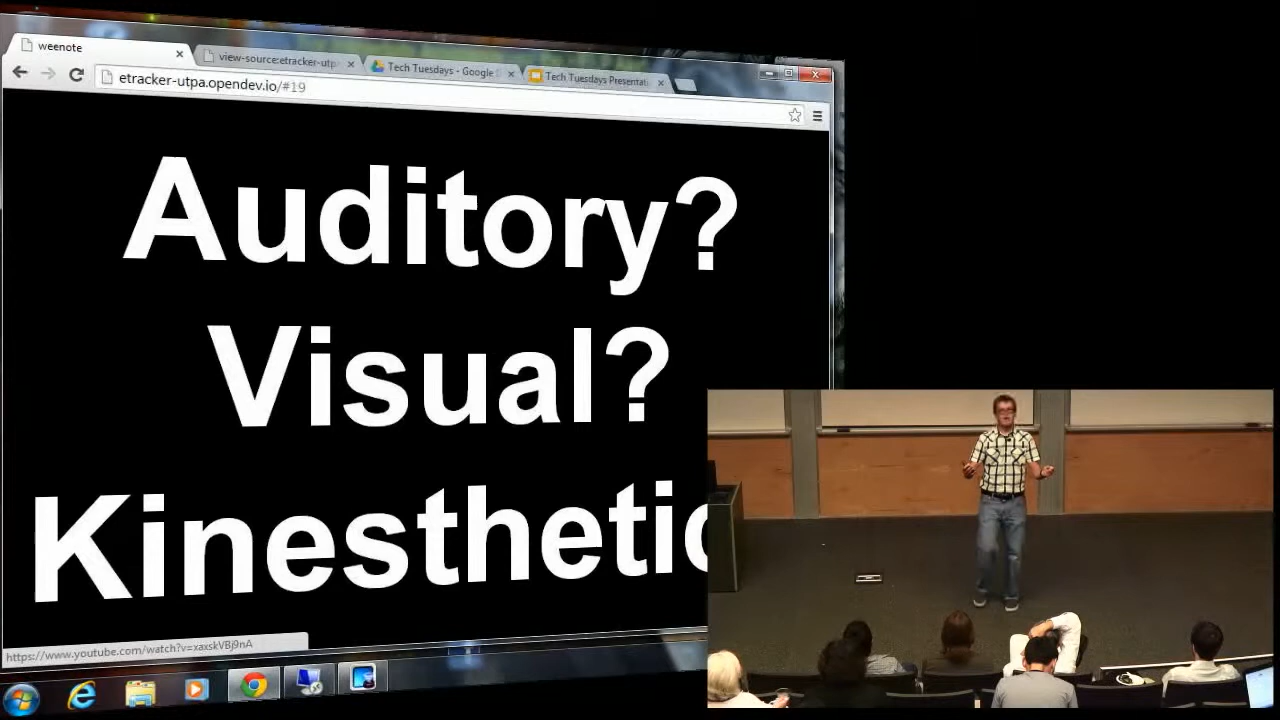 weenote
view-source:etracker-utpa
Tech Tuesdays - Google
Tech Tuesdays Presentati
etracker-utpa.opendev.io/#19
Auditory?
Visual?
Kinesthetic
https://www.youtube.com/watch?v=xaxskVBj9nA